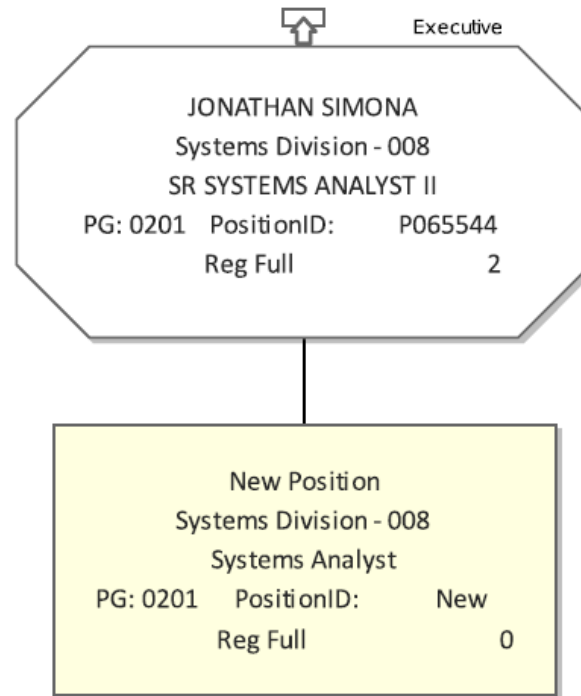 Executive
JONATHAN SIMONA
Systems Division - 008
SR SYSTEMS ANALYST II
PG: 0201 PositionID: P065544
Reg Full 2
New Position
Systems Division - 008
Systems Analyst
PG: 0201 PositionID: New
Reg Full 0